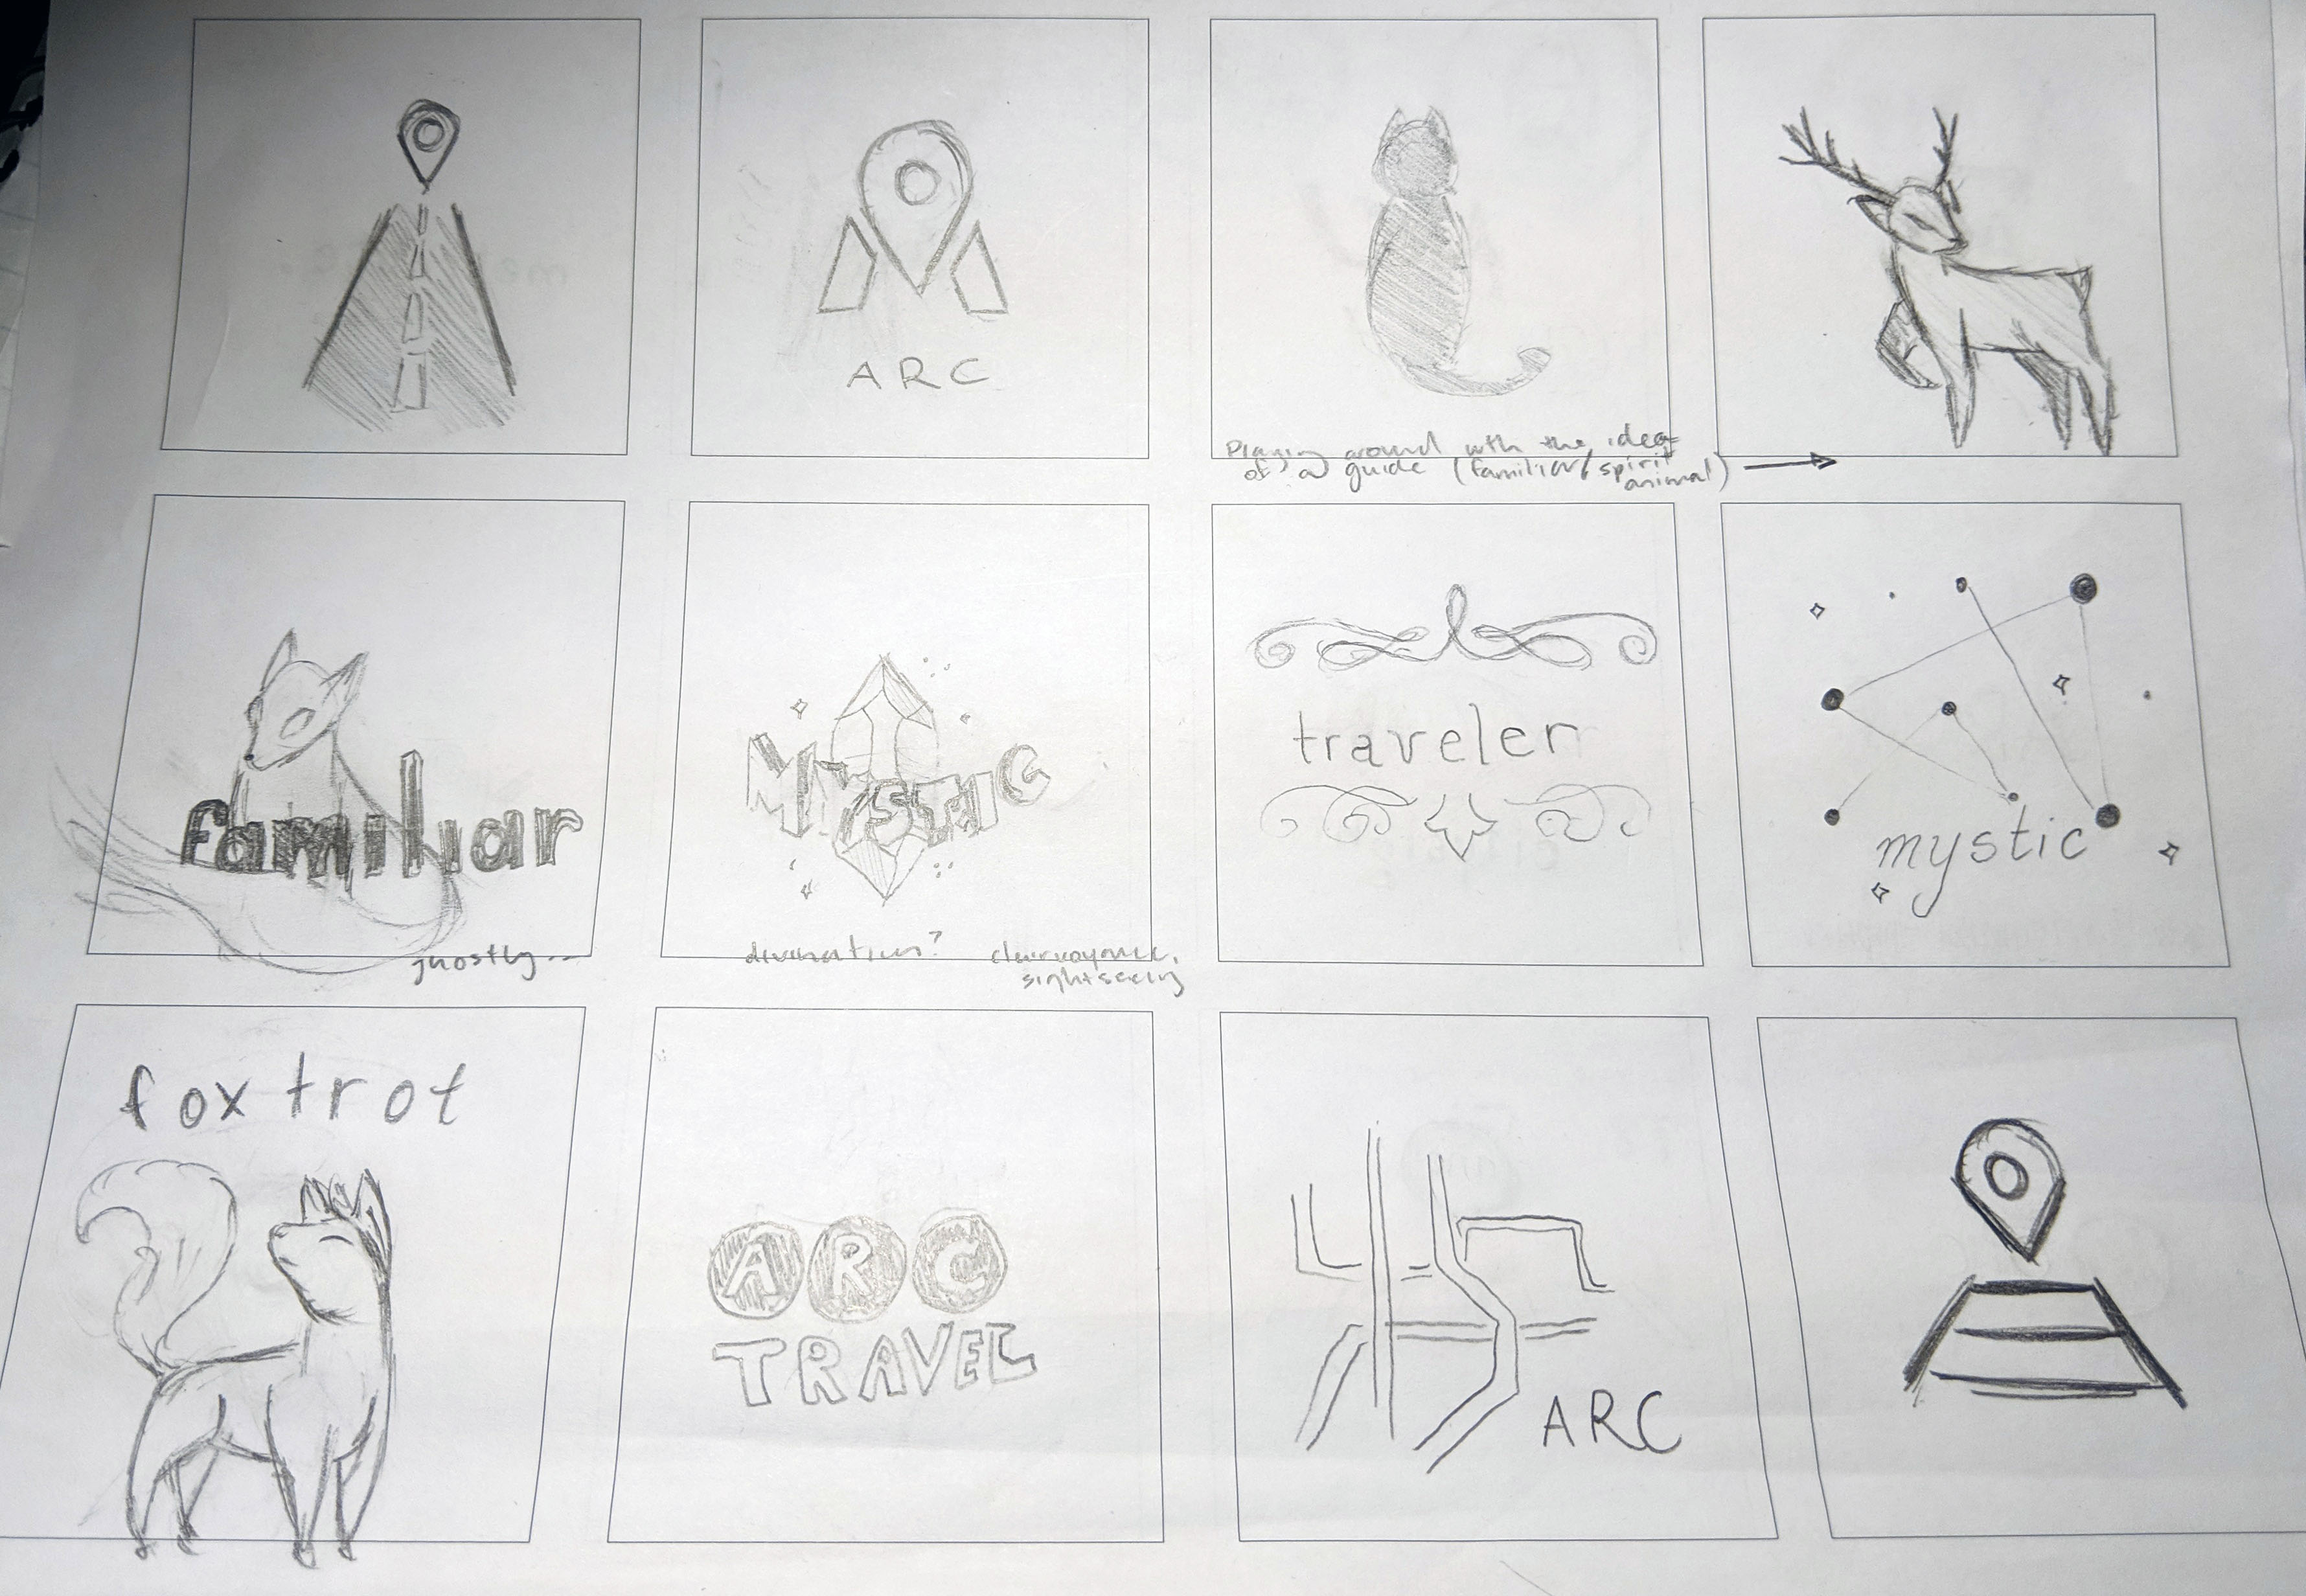 ARC
Playing around with the idea
of a guide (familiar/spirit
animal)
familiar
ghostly...
MYSTIC
divination? clairvoyance,
sightseeing
traveler
mystic
foxtrot
ARC
TRAVEL
ARC